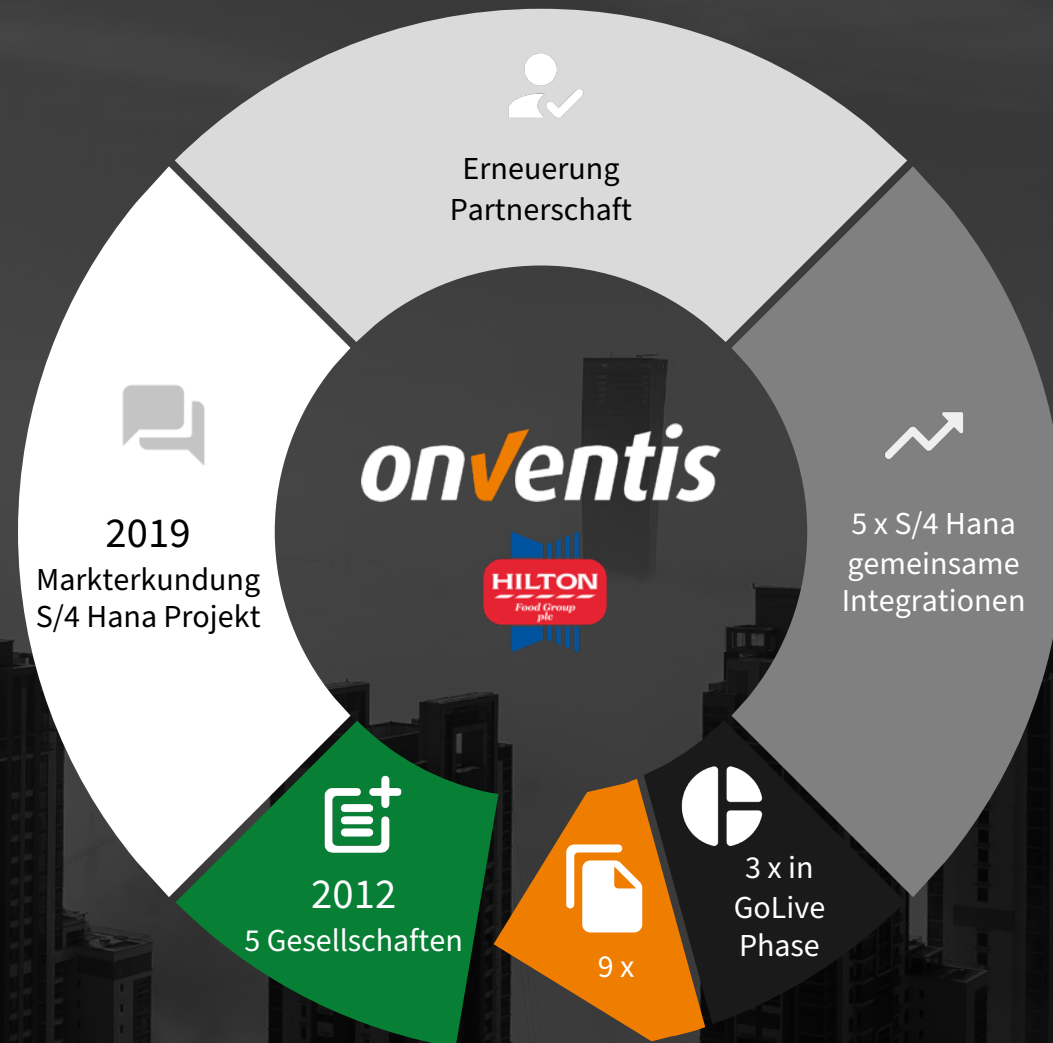 Erneuerung
Partnerschaft
2019
Markterkundung
S/4 Hana Projekt
onventis
HILTON
Food Group
plc
5 x S/4 Hana
gemeinsame
Integrationen
2012
5 Gesellschaften
9 x
3 x in
GoLive
Phase